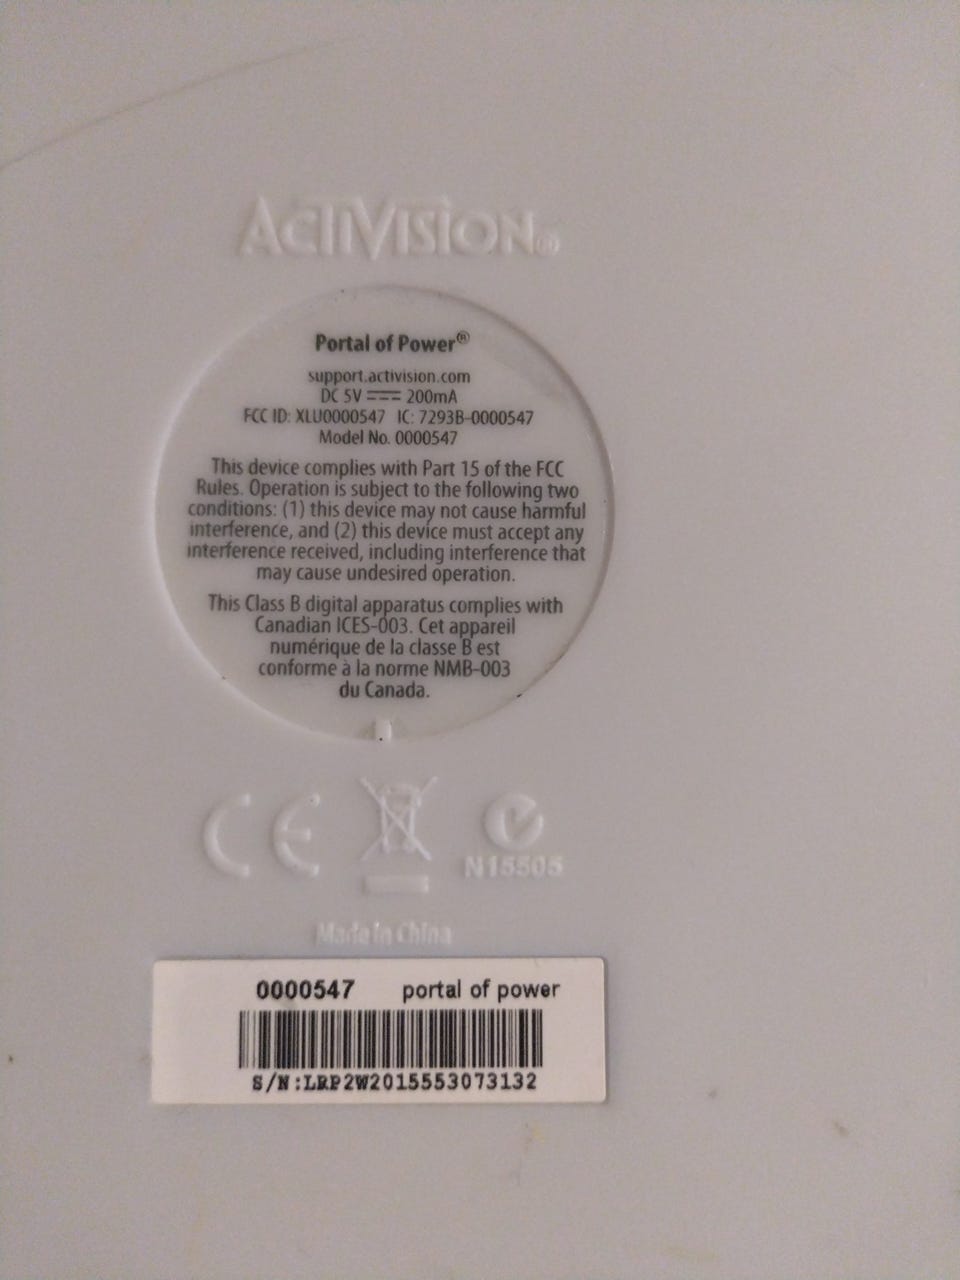 ACTIVISION®
Portal of Power®
support.activision.com
DC 5V 200mA
FCC ID: XLU0000547 IC: 7293B-0000547
Model No. 0000547
This device complies with Part 15 of the FCC
Rules. Operation is subject to the following two
conditions: (1) this device may not cause harmful
interference, and (2) this device must accept any
interference received, including interference that
may cause undesired operation.
This Class B digital apparatus complies with
Canadian ICES-003. Cet appareil
numérique de la classe B est
conforme à la norme NMB-003
du Canada.
CE
N15505
Made in China
0000547 portal of power
S/N:LRP2W2015553073132